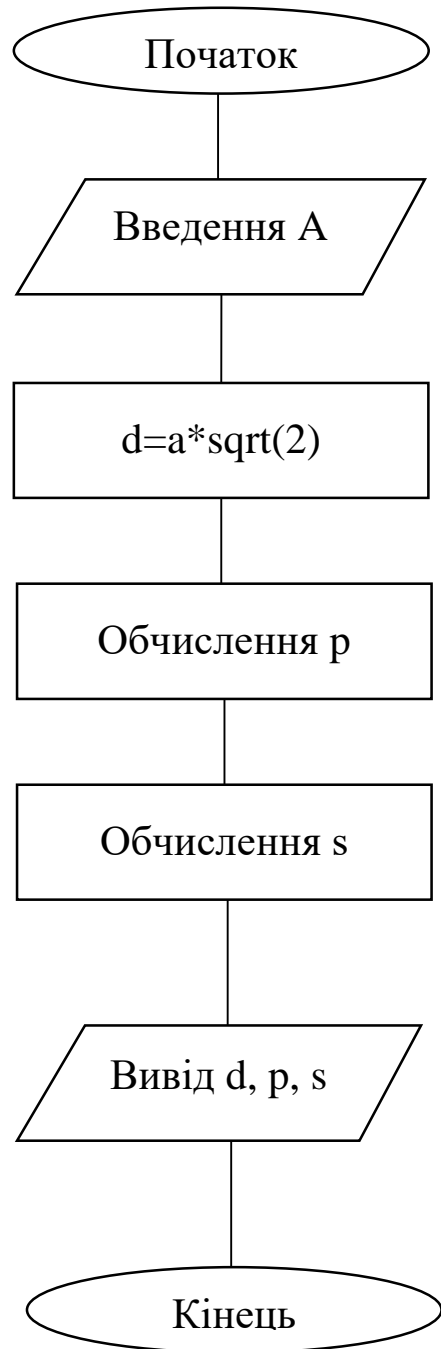 Початок
Введення А
d=a*sqrt(2)
Обчислення p
Обчислення s
Вивід d, p, s
Кінець